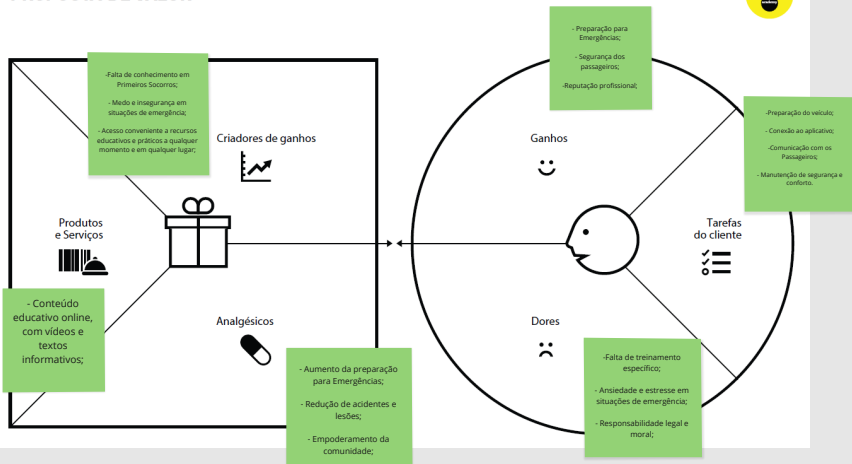 -Falta de conhecimento em
Primeiros Socorros;
- Medo e insegurança em
situações de emergência;
- Acesso conveniente a recursos
educativos e práticos a qualquer
momento e em qualquer lugar;
Criadores de ganhos
Produtos
e Serviços
- Conteúdo
educativo online,
com vídeos e
textos
informativos;
Analgésicos
- Aumento da preparação
para Emergências;
- Redução de acidentes e
lesões;
- Empoderamento da
comunidade;
- Preparação para
Emergências;
- Segurança dos
passageiros;
-Reputação profissional;
Ganhos
-Preparação do veículo;
- Conexão ao aplicativo;
-Comunicação com os
Passageiros;
- Manutenção de segurança e
conforto.
Tarefas
do cliente
Dores
-Falta de treinamento
específico;
- Ansiedade e estresse em
situações de emergência;
- Responsabilidade legal e
moral;
academy